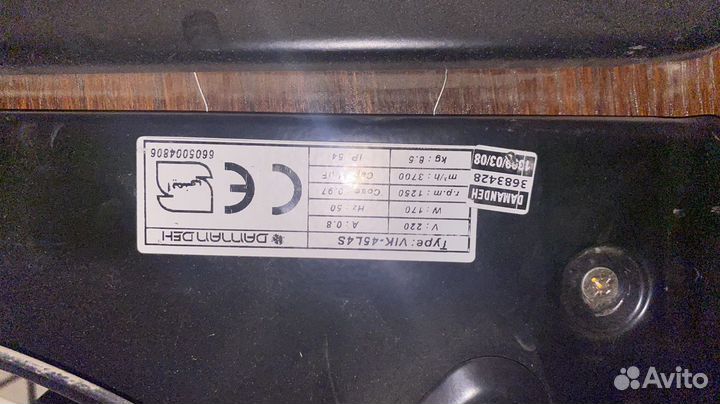 Type: VIK-45L4S
V : 220 A : 0.8
W : 170 Hz : 50
r.p.m : 1250 0.97
m³/h : 3700
kg : 8.5 IP 54
DAMANDEH
CE
6605004806
DAMANDEH
3683428
Avito